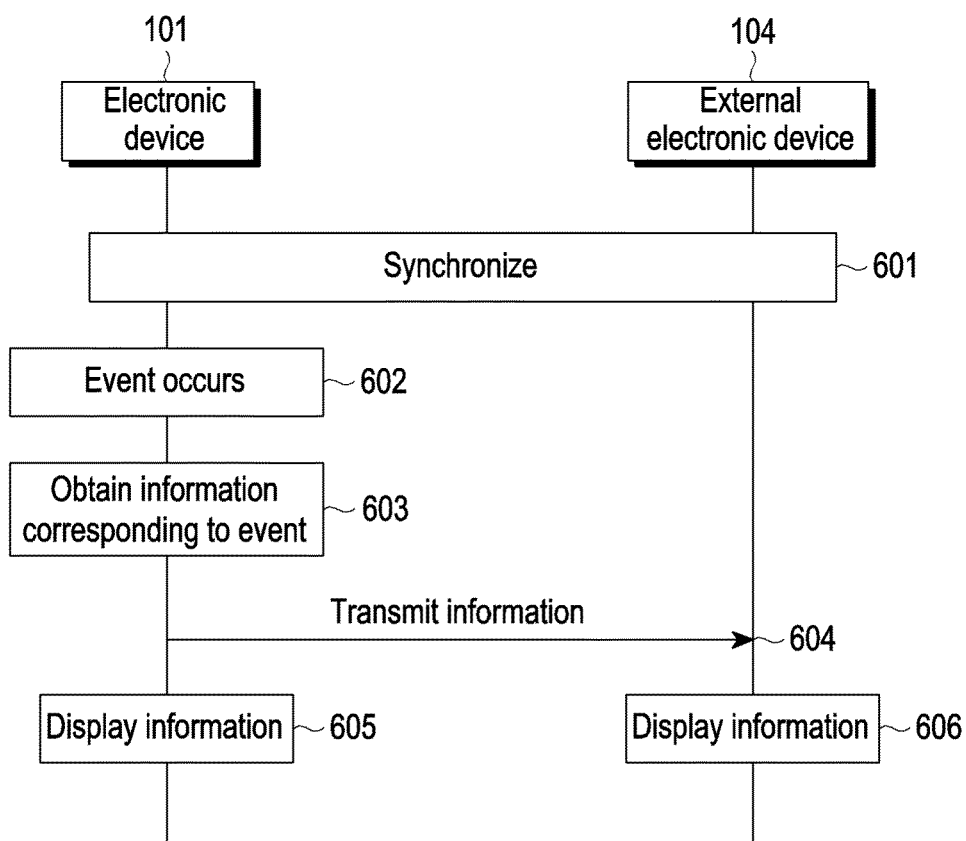 101
104
Electronic
device
External
electronic device
Synchronize
601
Event occurs
602
Obtain information
corresponding to event
603
Transmit information
604
Display information
605
Display information
606